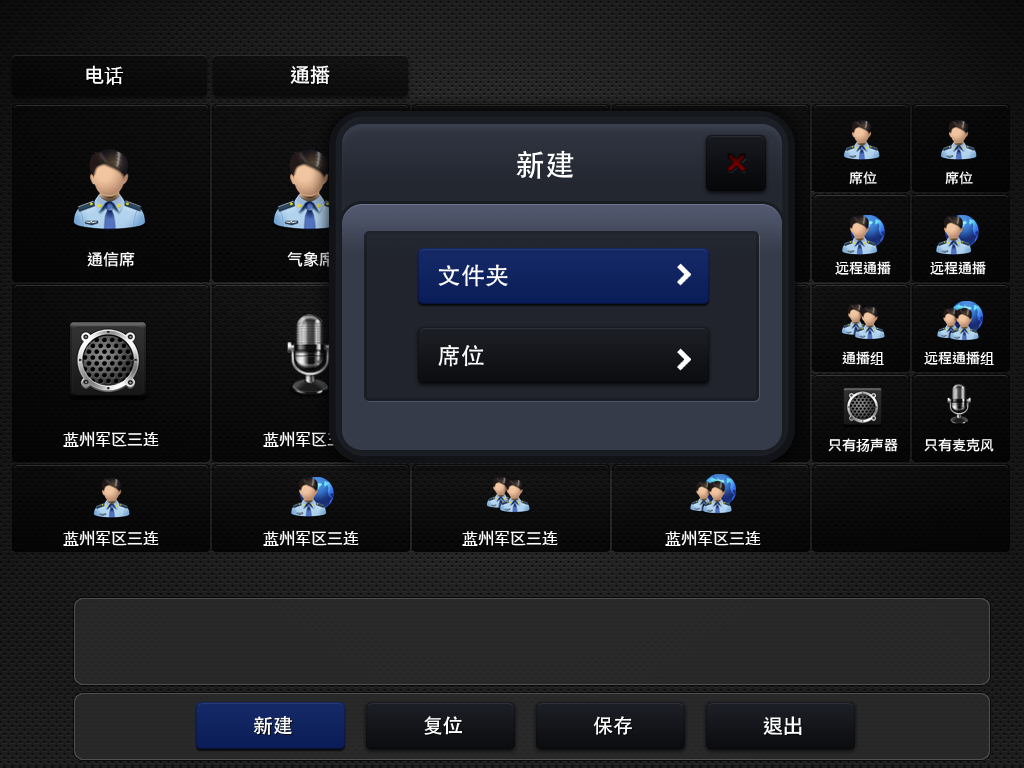 电话
通播
新建
席位
席位
通信席
气象席
文件夹
远程通播
远程通播
席位
通播组
远程通播组
蓝州军区三连
蓝州军区三
只有扬声器
只有麦克风
蓝州军区三连
蓝州军区三连
蓝州军区三连
蓝州军区三连
新建
复位
保存
退出